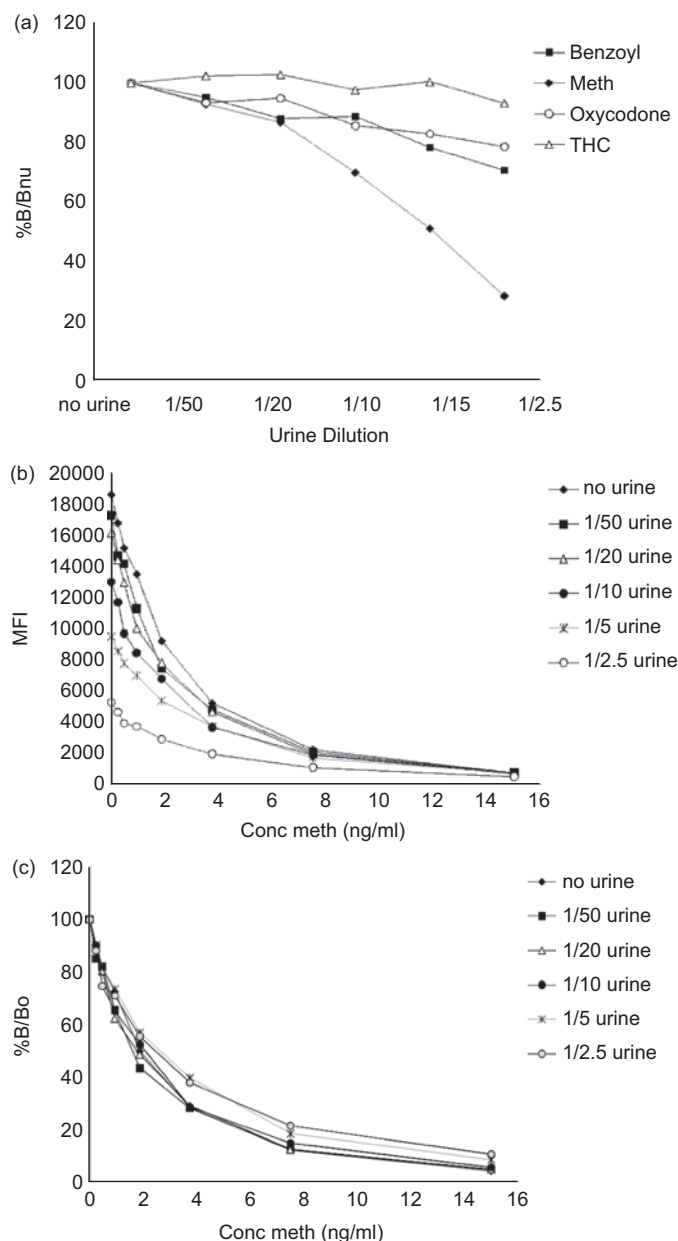 (a)
120
100
80
60
40
20
0
%B/Bnu
no urine 1/50 1/20 1/10 1/15 1/2.5
Urine Dilution
Benzoyl
Meth
Oxycodone
THC
(b)
20000
18000
16000
14000
12000
10000
8000
6000
4000
2000
0
MFI
0 2 4 6 8 10 12 14 16
Conc meth (ng/ml)
no urine
1/50 urine
1/20 urine
1/10 urine
1/5 urine
1/2.5 urine
(c)
120
100
80
60
40
20
0
%B/Bo
0 2 4 6 8 10 12 14 16
Conc meth (ng/ml)
no urine
1/50 urine
1/20 urine
1/10 urine
1/5 urine
1/2.5 urine